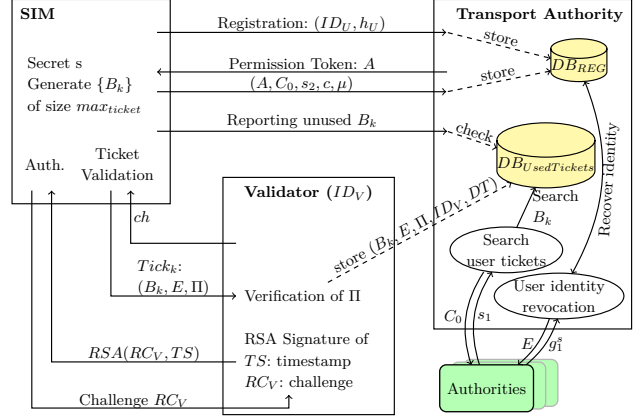 SIM
Transport Authority
Registration: (ID_U, h_U)
store
Secret s
Generate {B_k}
of size max_ticket
Permission Token: A
store
DB_REG
(A, C_0, s_2, c, μ)
Reporting unused B_k
check
Auth.
Ticket
Validation
DB_UsedTickets
Recover identity
Validator (ID_V)
ch
store (B_k, E, Π, ID_V, DT)
Search
B_k
Search
user tickets
Tick_k:
(B_k, E, Π)
Verification of Π
User identity
revocation
C_0
s_1
RSA Signature of
TS: timestamp
RC_V: challenge
RSA(RC_V, TS)
E
g_1^s
Authorities
Challenge RC_V